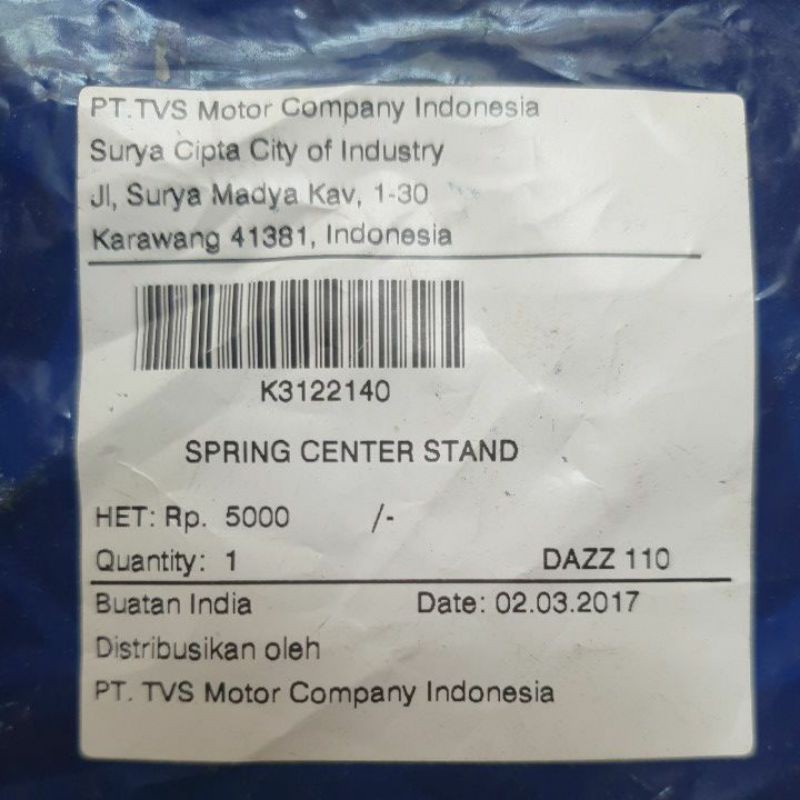 PT.TVS Motor Company Indonesia
Surya Cipta City of Industry
Jl, Surya Madya Kav, 1-30
Karawang 41381, Indonesia
K3122140
SPRING CENTER STAND
HET: Rp. 5000 /-
Quantity: 1 DAZZ 110
Buatan India Date: 02.03.2017
Distribusikan oleh
PT. TVS Motor Company Indonesia